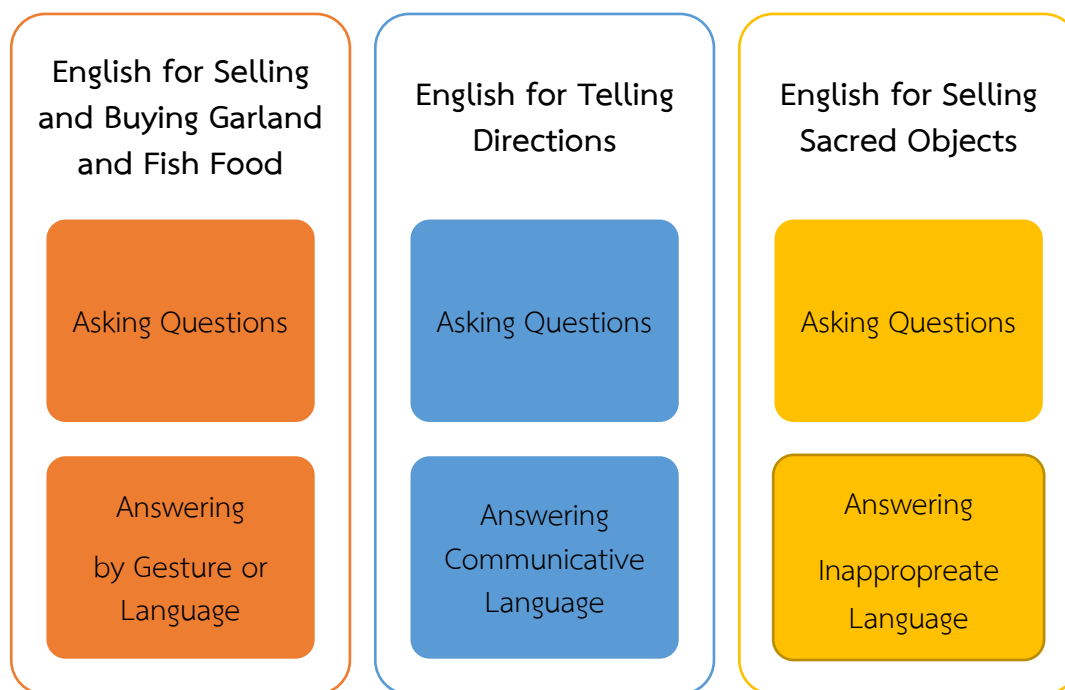 English for Selling
and Buying Garland
and Fish Food
Asking Questions
Answering
by Gesture or
Language
English for Telling
Directions
Asking Questions
Answering
Communicative
Language
English for Selling
Sacred Objects
Asking Questions
Answering
Inappropreate
Language